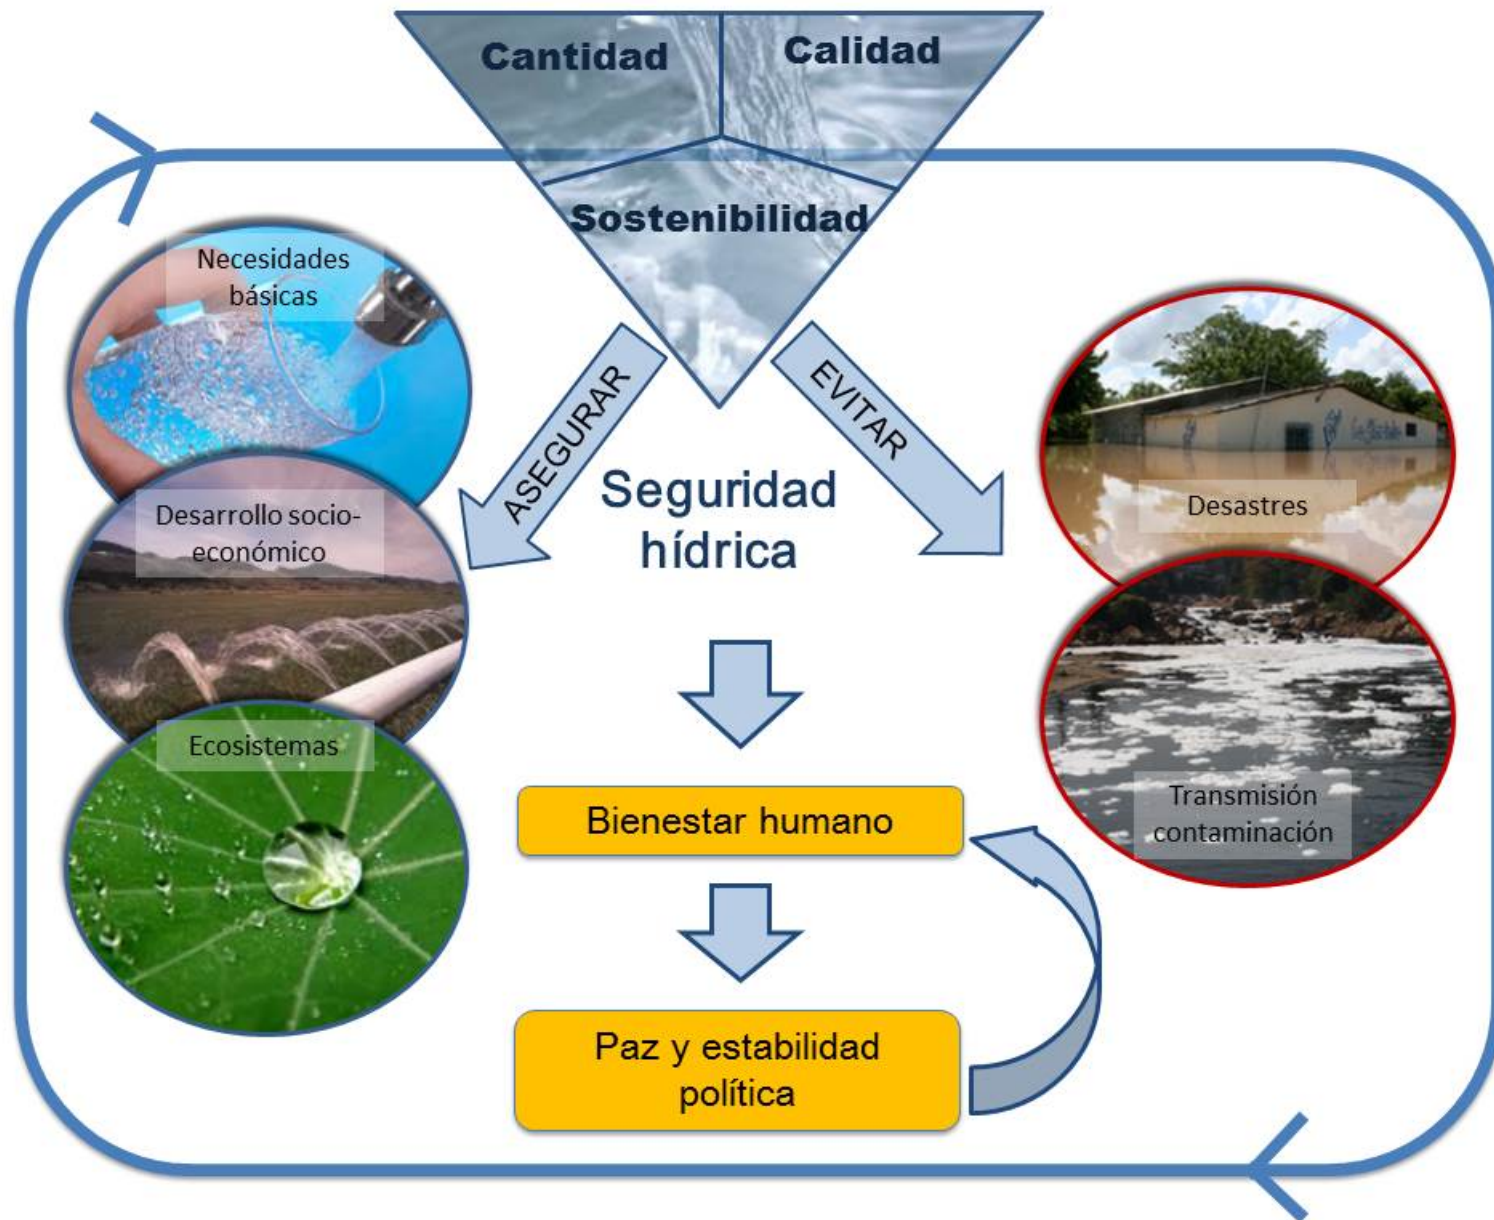 Cantidad
Calidad
Sostenibilidad
Necesidades
básicas
Desarrollo socio-
económico
Ecosistemas
ASEGURAR
EVITAR
Seguridad
hídrica
Desastres
Transmisión
contaminación
Bienestar humano
Paz y estabilidad
política